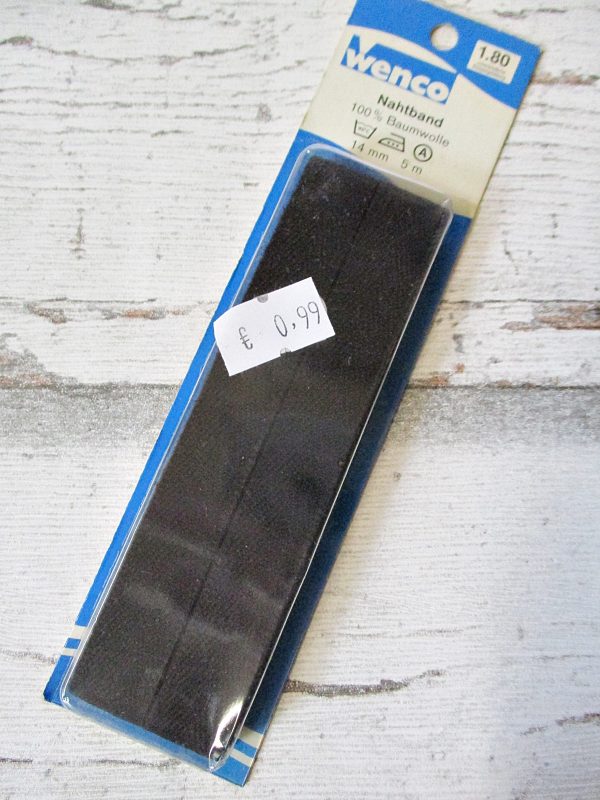 1.80
Wenco
Nahtband
100% Baumwolle
A
14 mm 5 m
£ 0,99